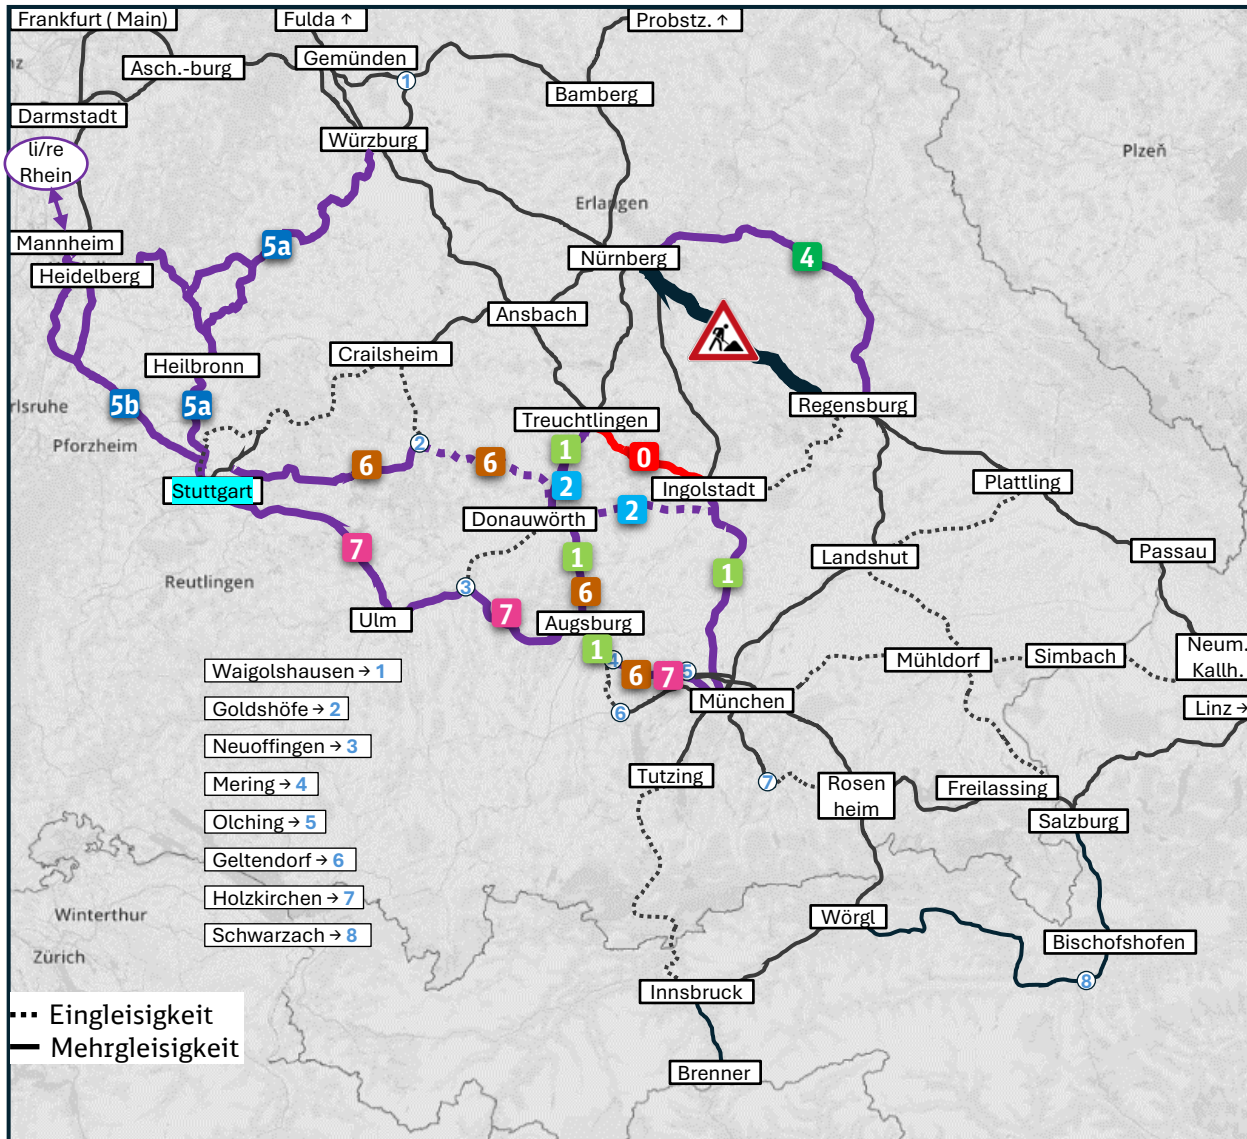 Frankfurt ( Main)
Fulda ↑
Probstz. ↑
Gemünden
Asch.-burg
1
Bamberg
Darmstadt
Würzburg
li/re
Rhein
Plzeň
Erlangen
Mannheim
5a
Nürnberg
4
Heidelberg
Ansbach
Crailsheim
Heilbronn
5b
5a
Regensburg
Treuchtlingen
Pforzheim
2
1
0
6
6
Stuttgart
2
Ingolstadt
Plattling
2
Donauwörth
7
1
1
Landshut
Passau
Reutlingen
3
6
7
Ulm
Augsburg
1
4
6
7
5
Mühldorf
Simbach
Neum.
Kallh.
Waigolshausen → 1
Goldshöfe → 2
6
München
Linz →
Neuoffingen → 3
Tutzing
7
Rosen
heim
Freilassing
Mering → 4
Olching → 5
Salzburg
Geltendorf → 6
Holzkirchen → 7
Winterthur
Wörgl
Schwarzach → 8
Bischofshofen
Zürich
8
Innsbruck
Eingleisigkeit
Mehrgleisigkeit
Brenner